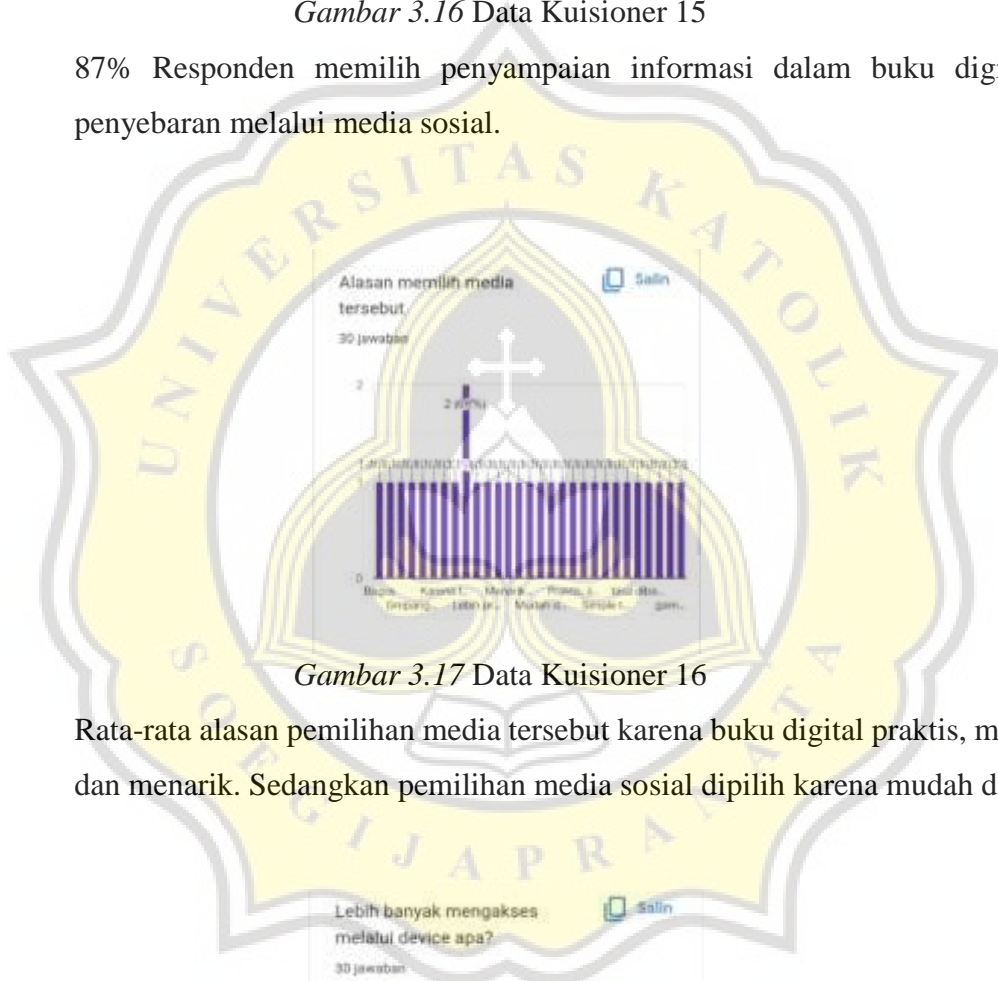 Gambar 3.16 Data Kuisioner 15
87% Responden memilih penyampaian informasi dalam buku
penyebaran melalui media sosial.
UNIVERSITAS KATOLIK
Alasan memilih media
Salin
tersebut
30 jawaban
2
0
Gambar 3.17 Data Kuisioner 16
Rata-rata alasan pemilihan media tersebut karena buku digital praktis,
dan menarik. Sedangkan pemilihan media sosial dipilih karena mudah
SOEGIJAPRANATA
Lebih banyak mengakses
Salin
melalui device apa?
30 jawaban